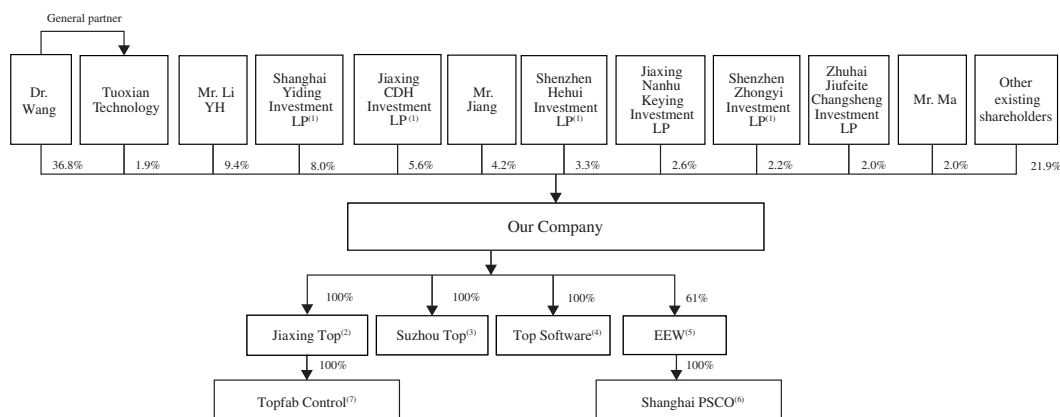 General partner
Dr.
Wang
Tuoxian
Technology
Mr. Li
YH
Shanghai
Yiding
Investment
LP(1)
Jiaxing
CDH
Investment
LP(1)
Mr.
Jiang
Shenzhen
Hehui
Investment
LP(1)
Jiaxing
Nanhu
Keying
Investment
LP
Shenzhen
Zhongyi
Investment
LP(1)
Zhuhai
Jiufeite
Changsheng
Investment
LP
Mr. Ma
Other
existing
shareholders
36.8% 1.9% 9.4% 8.0% 5.6% 4.2% 3.3% 2.6% 2.2% 2.0% 2.0% 21.9%
Our Company
100% 100% 100% 61%
Jiaxing Top(2) Suzhou Top(3) Top Software(4) EEW(5)
100% 100%
Topfab Control(7) Shanghai PSCO(6)